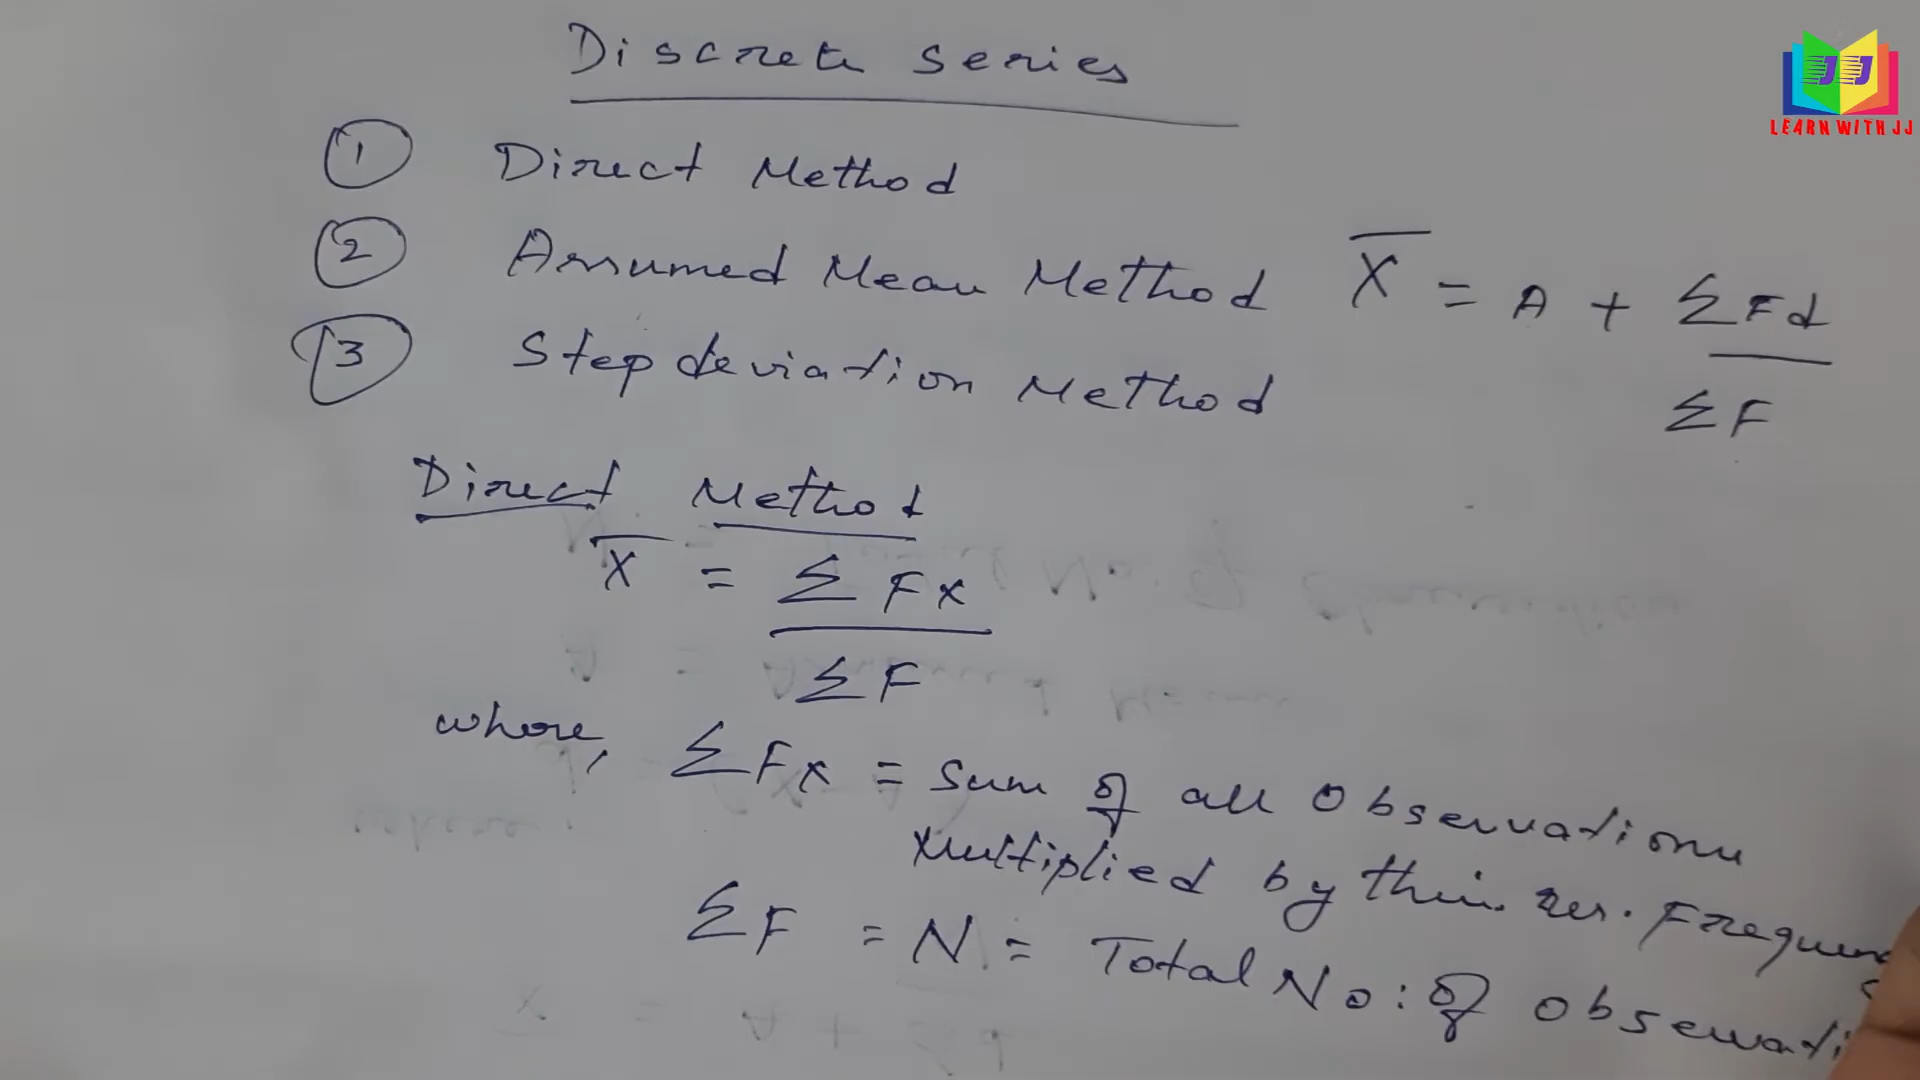 Discrete series
LEARN WITH JJ
1 Direct Method
2 Assumed Mean Method X̅ = A + ΣFd / ΣF
3 Step deviation Method
Direct Method
X̅ = ΣFx / ΣF
where, ΣFx = Sum of all observations
Multiplied by their res. Frequenc
ΣF = N = Total No: of observati